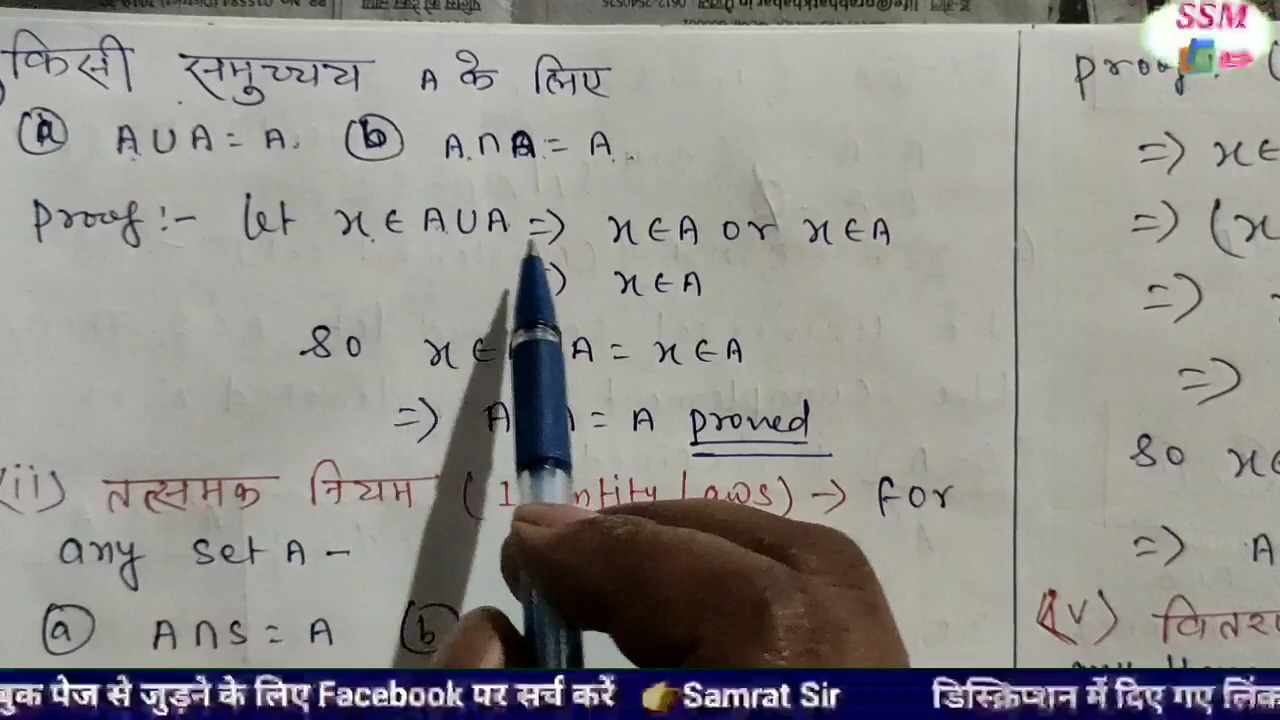 SSM
किसी समुच्चय A के लिए
(a) A ∪ A = A. (b) A ∩ A = A.
Proof :- Let x ∈ A ∪ A => x ∈ A or x ∈ A
x ∈ A
So x ∈ A = x ∈ A
=> A = A proved
(ii) तत्समक नियम ( Laws) → For
any set A -
(a) A ∩ S = A (b)
Proof :-
=> x ∈
=> (x
=>
=>
So x ∈
=> A
(iv)
पेज से जुड़ने के लिए Facebook पर सर्च करें 👉 Samrat Sir डिस्क्रिप्शन में दिए गए